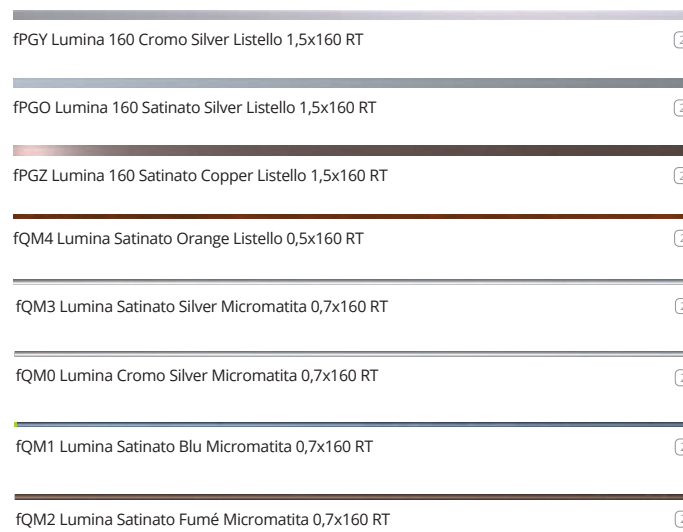 fPGY Lumina 160 Cromo Silver Listello 1,5x160 RT
fPGO Lumina 160 Satinato Silver Listello 1,5x160 RT
fPGZ Lumina 160 Satinato Copper Listello 1,5x160 RT
fQM4 Lumina Satinato Orange Listello 0,5x160 RT
fQM3 Lumina Satinato Silver Micromatita 0,7x160 RT
fQM0 Lumina Cromo Silver Micromatita 0,7x160 RT
fQM1 Lumina Satinato Blu Micromatita 0,7x160 RT
fQM2 Lumina Satinato Fumé Micromatita 0,7x160 RT